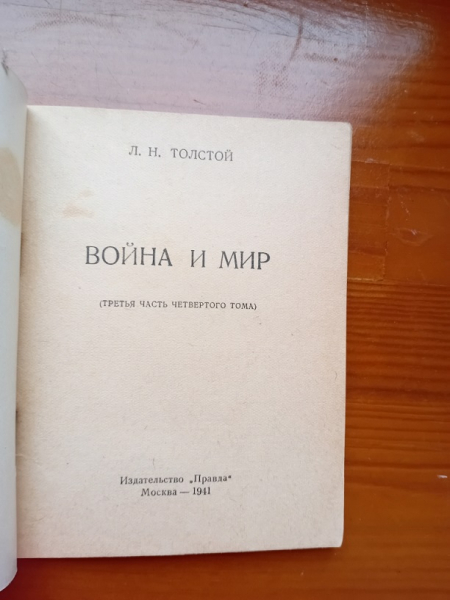 Л. Н. ТОЛСТОЙ
ВОЙНА И МИР
(ТРЕТЬЯ ЧАСТЬ ЧЕТВЕРТОГО ТОМА)
Издательство „Правда“
Москва — 1941